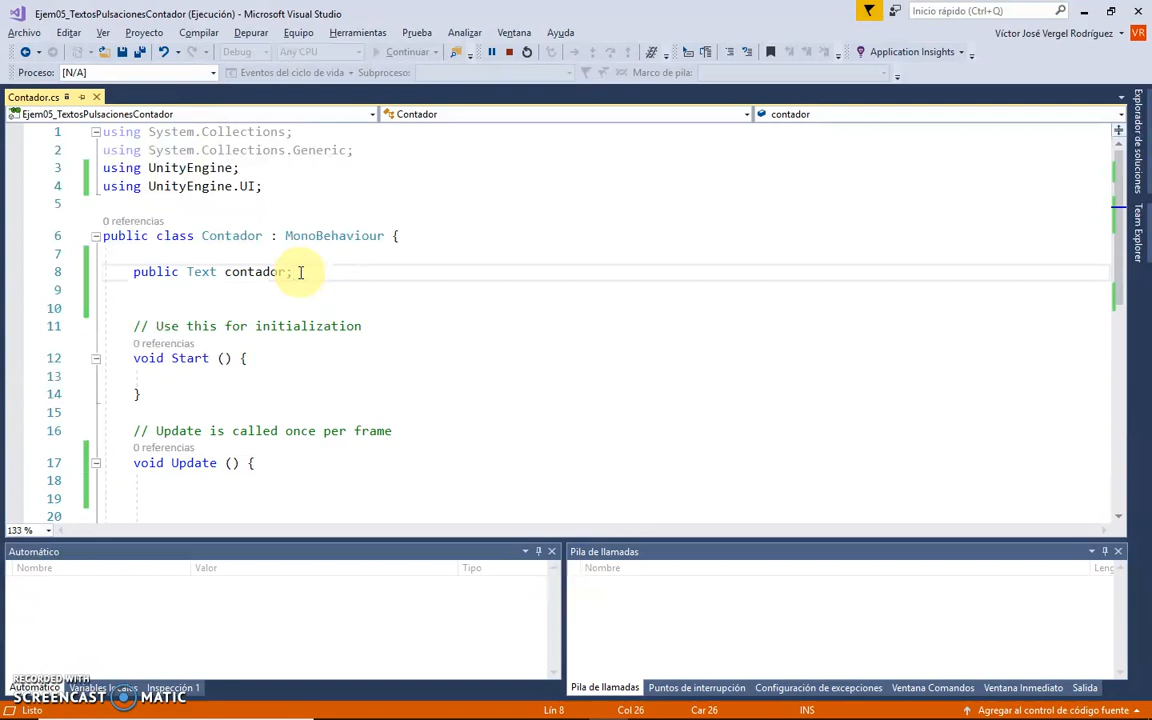 Ejem05_TextosPulsacionesContador (Ejecución) - Microsoft Visual Studio
Inicio rápido (Ctrl+Q)
Archivo Editar Ver Proyecto Compilar Depurar Equipo Herramientas Prueba Analizar Ventana Ayuda
Víctor José Vergel Rodríguez VR
Debug Any CPU Continuar Application Insights
Proceso: [N/A] Eventos del ciclo de vida Subproceso: Marco de pila:
Contador.cs
Ejem05_TextosPulsacionesContador Contador contador
1 using System.Collections;
2 using System.Collections.Generic;
3 using UnityEngine;
4 using UnityEngine.UI;
5
0 referencias
6 public class Contador : MonoBehaviour {
7
8 public Text contador;
9
10
11 // Use this for initialization
0 referencias
12 void Start () {
13
14 }
15
16 // Update is called once per frame
0 referencias
17 void Update () {
18
19
20
133 %
Explorador de soluciones
Team Explorer
Automático
Nombre Valor Tipo
Pila de llamadas
Nombre Leng
RECORDED WITH
SCREENCAST MATIC
Automático Variables locales Inspección 1
Pila de llamadas Puntos de interrupción Configuración de excepciones Ventana Comandos Ventana Inmediato Salida
Listo Lín 8 Col 26 Car 26 INS Agregar al control de código fuente